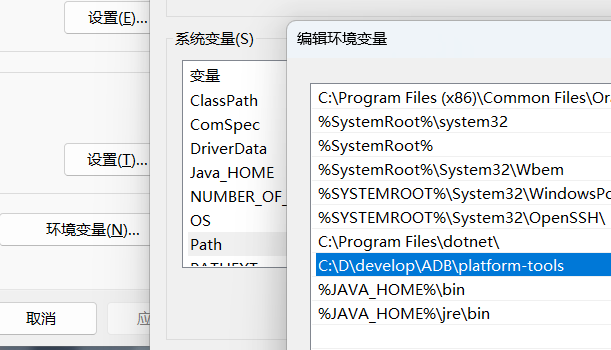 设置(E)...
设置(T)...
环境变量(N)...
取消
应
系统变量(S)
变量
ClassPath
ComSpec
DriverData
Java_HOME
NUMBER_OF_
OS
Path
PATHEXT
编辑环境变量
C:\Program Files (x86)\Common Files\Ora
%SystemRoot%\system32
%SystemRoot%
%SystemRoot%\System32\Wbem
%SYSTEMROOT%\System32\WindowsPo
%SYSTEMROOT%\System32\OpenSSH\
C:\Program Files\dotnet\
C:\D\develop\ADB\platform-tools
%JAVA_HOME%\bin
%JAVA_HOME%\jre\bin